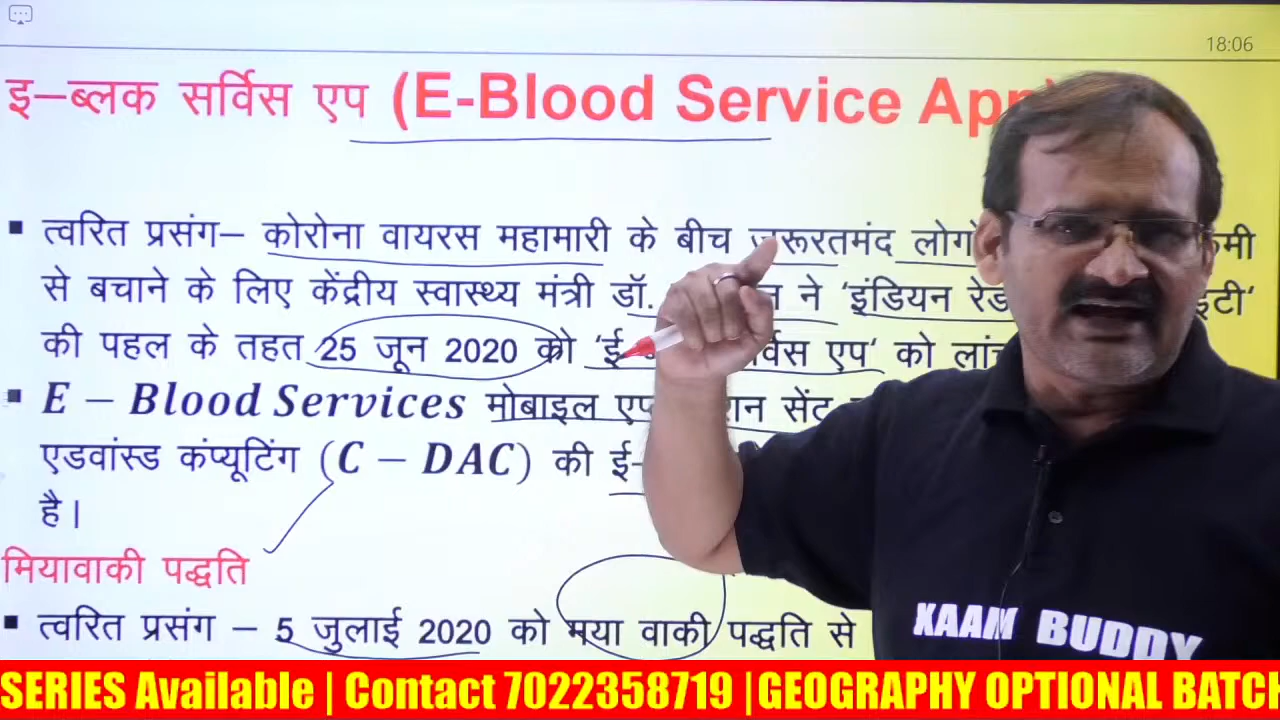 18:06
इ–ब्लक सर्विस एप (E-Blood Service App)
▪ त्वरित प्रसंग– कोरोना वायरस महामारी के बीच जरूरतमंद लोगों
से बचाने के लिए केंद्रीय स्वास्थ्य मंत्री डॉ. ने ‘इंडियन
की पहल के तहत 25 जून 2020 को ‘ई एप’ को
▪ E – Blood Services मोबाइल सेंट
एडवांस्ड कंप्यूटिंग (C – DAC) की ई-
है।
मियावाकी पद्धति
▪ त्वरित प्रसंग – 5 जुलाई 2020 को मया वाकी पद्धति से
XAAM BUDDY
SERIES Available | Contact 7022358719 |GEOGRAPHY OPTIONAL BATCH